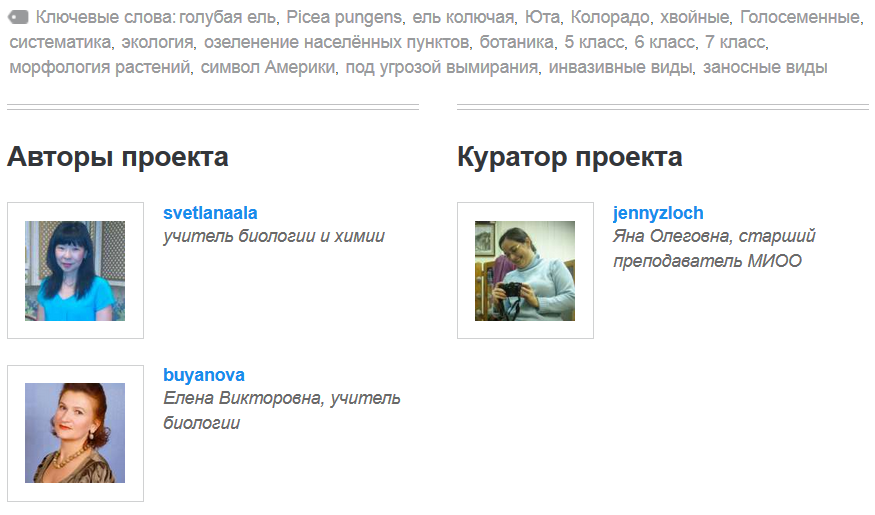 Ключевые слова: голубая ель, Picea pungens, ель колючая, Юта, Колорадо, хвойные, Голосеменные,
систематика, экология, озеленение населённых пунктов, ботаника, 5 класс, 6 класс, 7 класс,
морфология растений, символ Америки, под угрозой вымирания, инвазивные виды, заносные виды
Авторы проекта
svetlanaala
учитель биологии и химии
buyanova
Елена Викторовна, учитель
биологии
Куратор проекта
jennyzloch
Яна Олеговна, старший
преподаватель МИОО